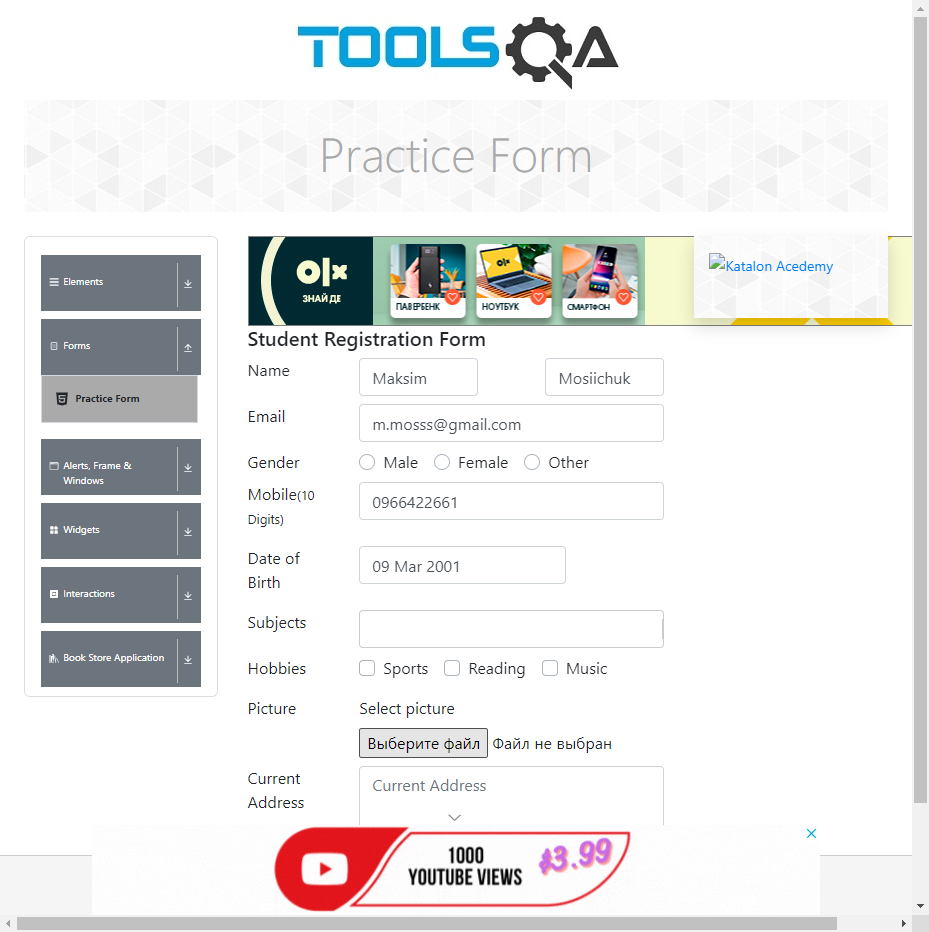 TOOLSQA
Practice Form
Elements
Forms
Practice Form
Alerts, Frame &
Windows
Widgets
Interactions
Book Store Application
olx
ЗНАЙ ДЕ
ПАВЕРБЕНК
НОУТБУК
СМАРТФОН
Katalon Acedemy
Student Registration Form
Name
Maksim
Mosiichuk
Email
m.mosss@gmail.com
Gender
Male
Female
Other
Mobile(10
Digits)
0966422661
Date of
Birth
09 Mar 2001
Subjects
Hobbies
Sports
Reading
Music
Picture
Select picture
Выберите файл
Файл не выбран
Current
Address
Current Address
1000
YOUTUBE VIEWS
$3.99